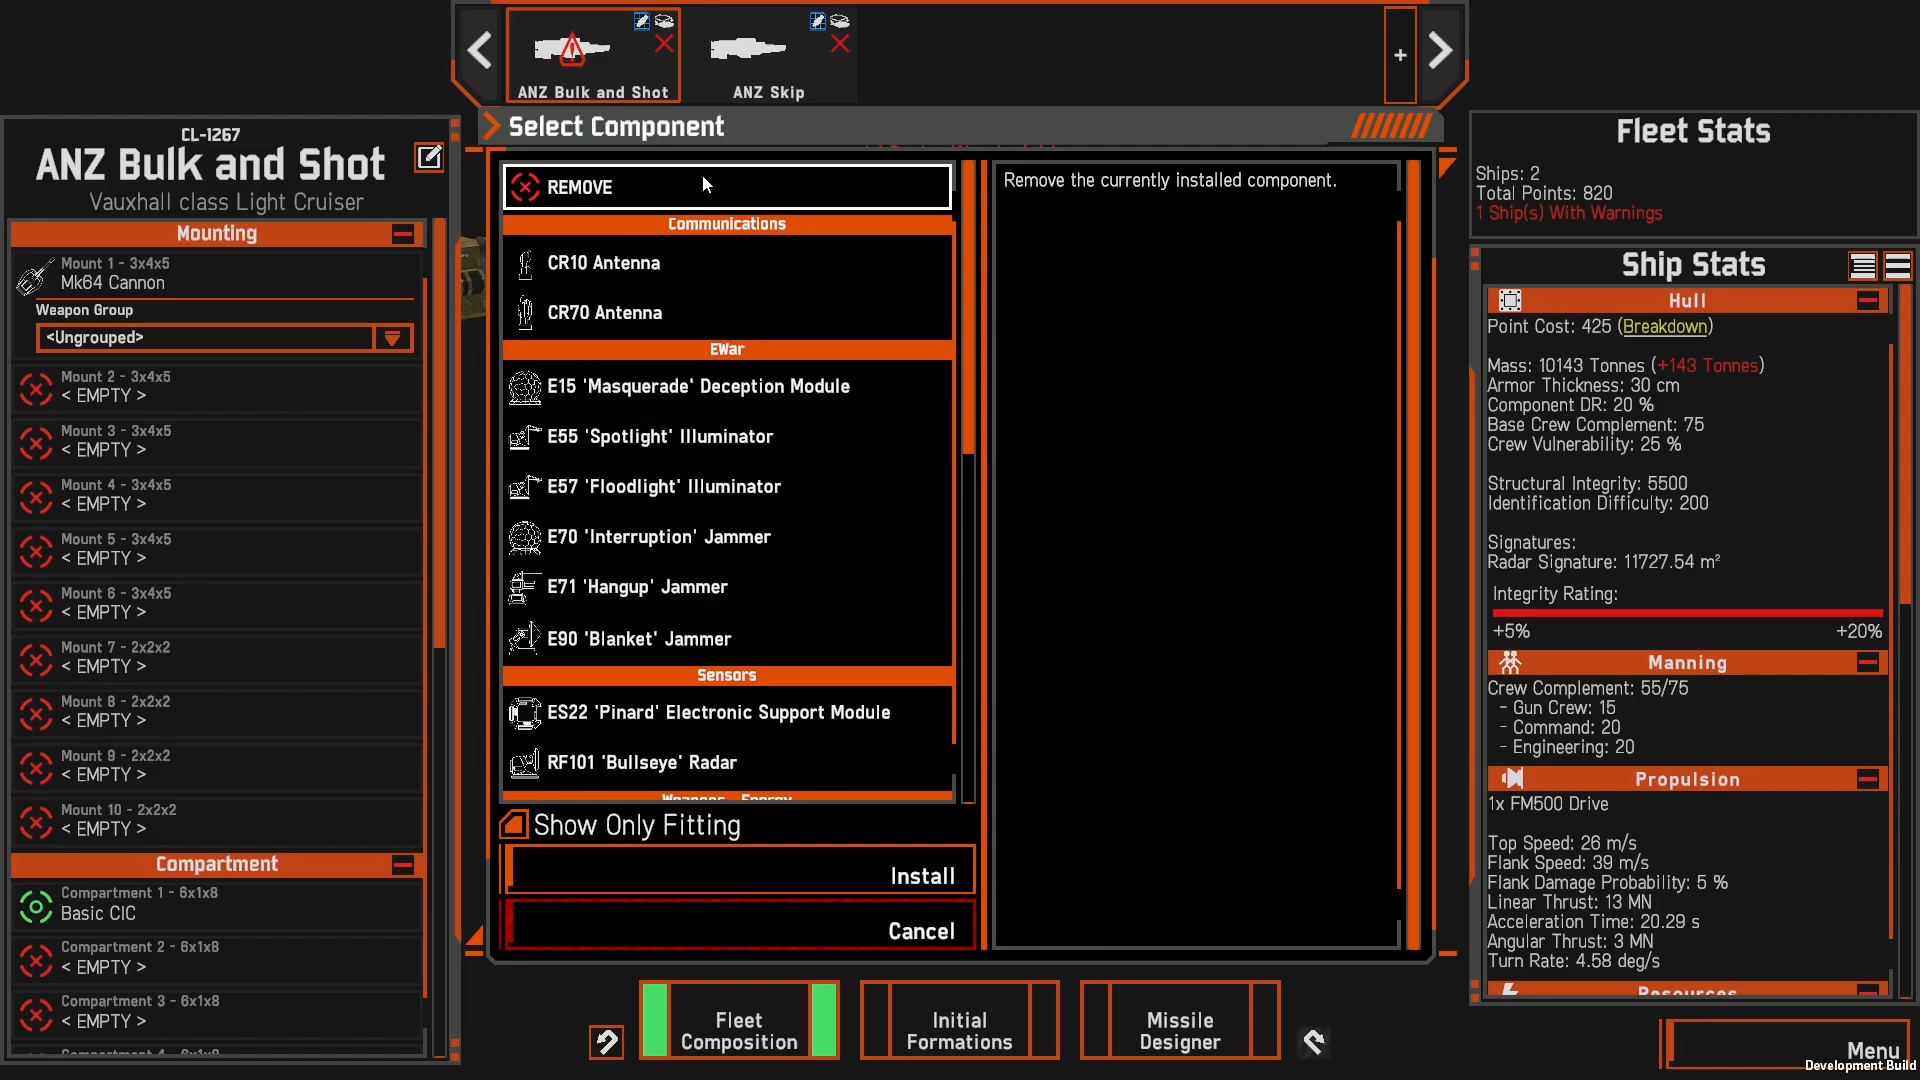 ANZ Bulk and Shot
ANZ Skip
+
CL-1267
ANZ Bulk and Shot
Vauxhall class Light Cruiser
Mounting
Mount 1 - 3x4x5
Mk64 Cannon
Weapon Group
<Ungrouped>
Mount 2 - 3x4x5
< EMPTY >
Mount 3 - 3x4x5
< EMPTY >
Mount 4 - 3x4x5
< EMPTY >
Mount 5 - 3x4x5
< EMPTY >
Mount 6 - 3x4x5
< EMPTY >
Mount 7 - 2x2x2
< EMPTY >
Mount 8 - 2x2x2
< EMPTY >
Mount 9 - 2x2x2
< EMPTY >
Mount 10 - 2x2x2
< EMPTY >
Compartment
Compartment 1 - 6x1x8
Basic CIC
Compartment 2 - 6x1x8
< EMPTY >
Compartment 3 - 6x1x8
< EMPTY >
Compartment 4 - 6x1x8
Select Component
REMOVE
Communications
CR10 Antenna
CR70 Antenna
EWar
E15 'Masquerade' Deception Module
E55 'Spotlight' Illuminator
E57 'Floodlight' Illuminator
E70 'Interruption' Jammer
E71 'Hangup' Jammer
E90 'Blanket' Jammer
Sensors
ES22 'Pinard' Electronic Support Module
RF101 'Bullseye' Radar
Weapons - Energy
Show Only Fitting
Install
Cancel
Remove the currently installed component.
Fleet Stats
Ships: 2
Total Points: 820
1 Ship(s) With Warnings
Ship Stats
Hull
Point Cost: 425 (Breakdown)
Mass: 10143 Tonnes (+143 Tonnes)
Armor Thickness: 30 cm
Component DR: 20 %
Base Crew Complement: 75
Crew Vulnerability: 25 %
Structural Integrity: 5500
Identification Difficulty: 200
Signatures:
Radar Signature: 11727.54 m²
Integrity Rating:
+5% +20%
Manning
Crew Complement: 55/75
- Gun Crew: 15
- Command: 20
- Engineering: 20
Propulsion
1x FM500 Drive
Top Speed: 26 m/s
Flank Speed: 39 m/s
Flank Damage Probability: 5 %
Linear Thrust: 13 MN
Acceleration Time: 20.29 s
Angular Thrust: 3 MN
Turn Rate: 4.58 deg/s
Resources
Fleet
Composition
Initial
Formations
Missile
Designer
Menu
Development Build